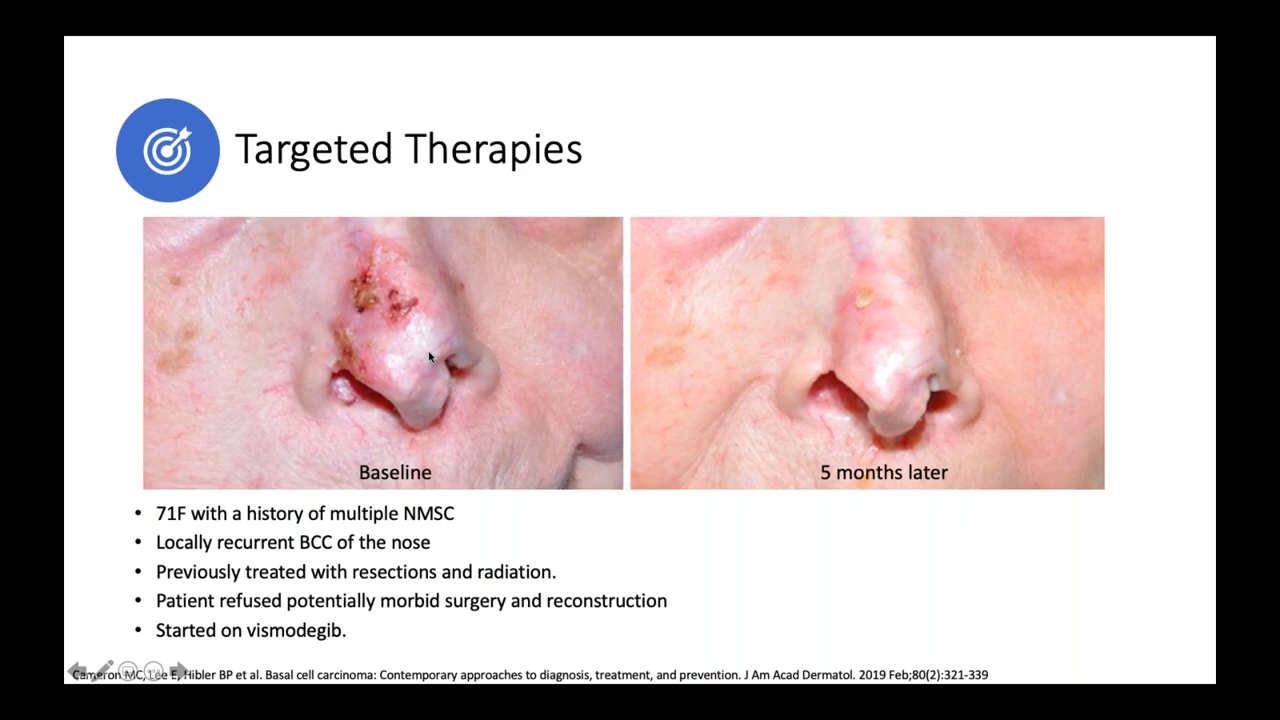 Targeted Therapies
Baseline
5 months later
• 71F with a history of multiple NMSC
• Locally recurrent BCC of the nose
• Previously treated with resections and radiation.
• Patient refused potentially morbid surgery and reconstruction
• Started on vismodegib.
Cameron MC, Lee E, Hibler BP et al. Basal cell carcinoma: Contemporary approaches to diagnosis, treatment, and prevention. J Am Acad Dermatol. 2019 Feb;80(2):321-339